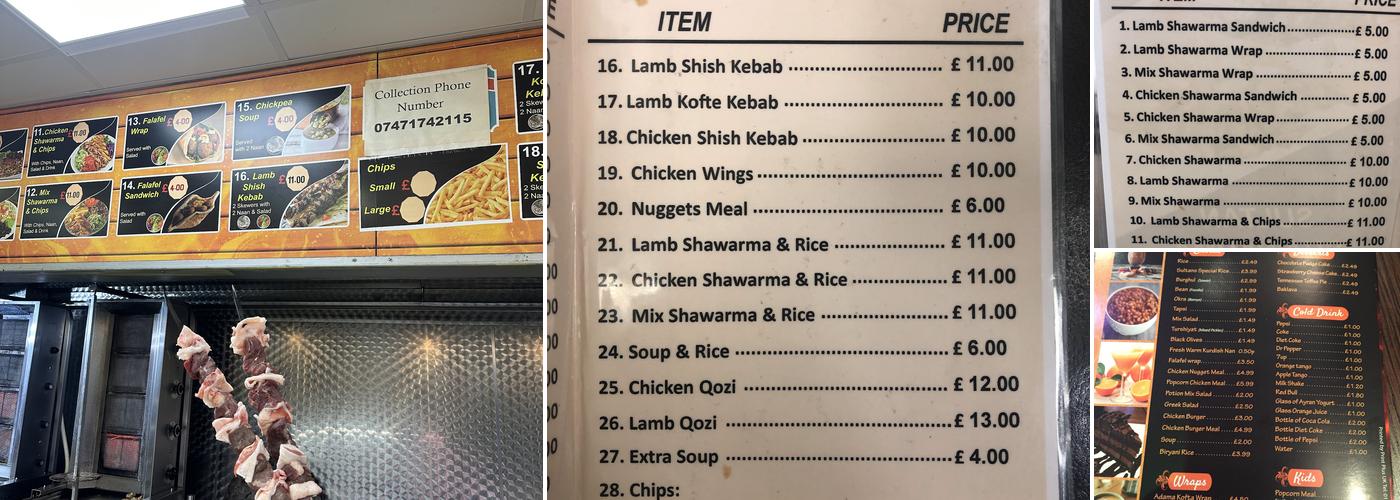 11.Chicken
Shawarma
& Chips
£11.00
With Chips, Naan,
Salad & Drink
13. Falafel
Wrap
£4.00
Served with
Salad
15. Chickpea
Soup
£4.00
Served
with 2 Naan
Collection Phone
Number
07471742115
17.
12. Mix
Shawarma
& Chips
£11.00
With Chips, Naan,
Salad & Drink
14. Falafel
Sandwich
£4.00
Served with
Salad
16. Lamb
Shish
Kebab
£11.00
2 Skewers with
2 Naan & Salad
Chips
Small £
Large £
18.
ITEM PRICE
16. Lamb Shish Kebab £ 11.00
17. Lamb Kofte Kebab £ 10.00
18. Chicken Shish Kebab £ 10.00
19. Chicken Wings £ 10.00
20. Nuggets Meal £ 6.00
21. Lamb Shawarma & Rice £ 11.00
22. Chicken Shawarma & Rice £ 11.00
23. Mix Shawarma & Rice £ 11.00
24. Soup & Rice £ 6.00
25. Chicken Qozi £ 12.00
26. Lamb Qozi £ 13.00
27. Extra Soup £ 4.00
28. Chips:
1. Lamb Shawarma Sandwich £ 5.00
2. Lamb Shawarma Wrap £ 5.00
3. Mix Shawarma Wrap £ 5.00
4. Chicken Shawarma Sandwich £ 5.00
5. Chicken Shawarma Wrap £ 5.00
6. Mix Shawarma Sandwich £ 5.00
7. Chicken Shawarma £ 10.00
8. Lamb Shawarma £ 10.00
9. Mix Shawarma £ 10.00
10. Lamb Shawarma & Chips £ 11.00
11. Chicken Shawarma & Chips £ 11.00
Rice £2.49
Sultana Special Rice £3.99
Burghul £2.99
Bean £1.99
Okra £1.99
Tapsi £1.99
Mix Salad £1.49
Turshiyat (Mixed Pickles) £1.49
Black Olives £1.49
Fresh Warm Kurdish Nan 0.50p
Falafel wrap £3.50
Chicken Nugget Meal £4.99
Popcorn Chicken Meal £5.99
Potion Mix Salad £2.00
Greek Salad £2.50
Chicken Burger £3.00
Chicken Burger Meal £4.99
Soup £2.00
Biryani Rice £3.99
Wraps
Adama Kofta Wrap
Chocolate Fudge Cake £2.49
Strawberry Cheese Cake £2.49
Tennessee Toffee Pie £2.49
Baklava £2.49
Cold Drink
Pepsi £1.00
Coke £1.00
Diet Coke £1.00
Dr Pepper £1.00
7up £1.00
Orange tango £1.00
Apple Tango £1.00
Milk Shake £1.20
Red Bull £1.80
Glass of Ayran Yogurt £1.00
Glass Orange Juice £1.00
Bottle of Coca Cola £2.00
Bottle Diet Coke £2.00
Bottle of Pepsi £2.00
Water £1.00
Kids
Popcorn Meal